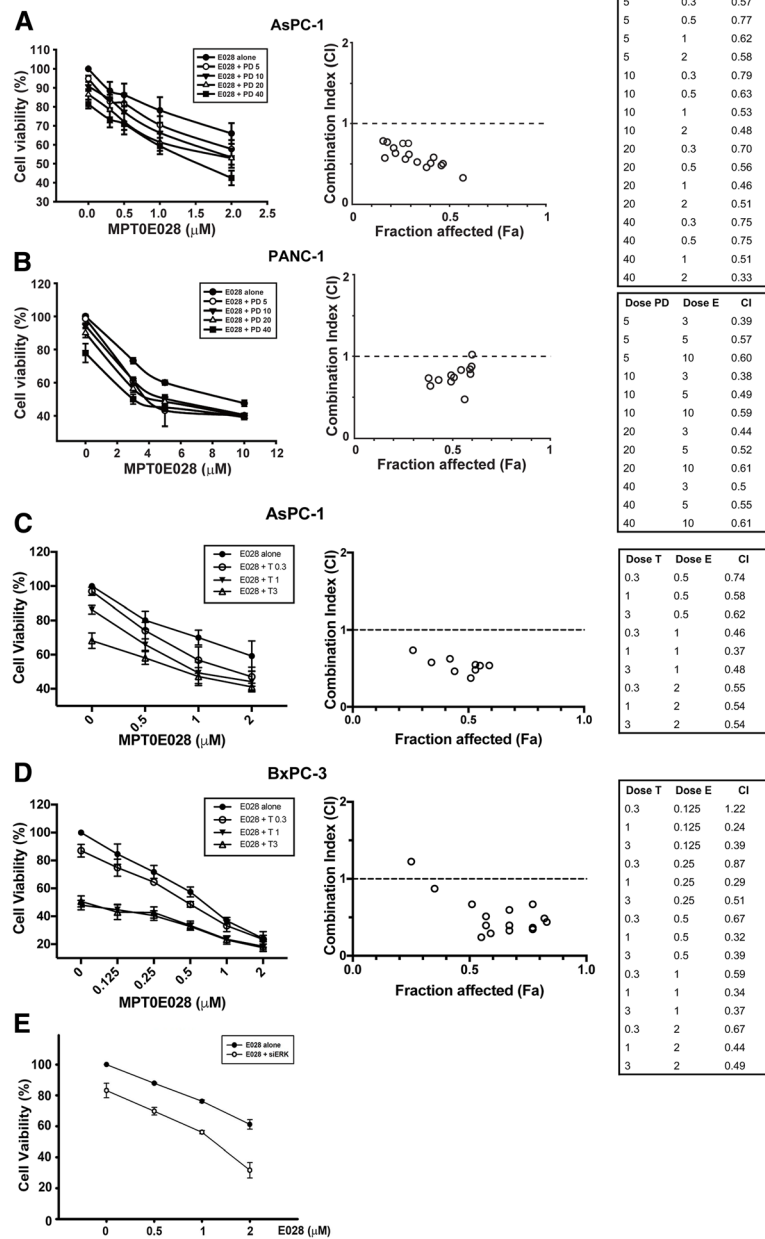 A
AsPC-1
Cell viability (%)
110
100
90
80
70
60
50
40
30
0.0
0.5
1.0
1.5
2.0
2.5
MPT0E028 (µM)
E028 alone
E028 + PD 5
E028 + PD 10
E028 + PD 20
E028 + PD 40
Combination Index (CI)
2
1
0
0
0.5
1
Fraction affected (Fa)
5 0.3 0.57
5 0.5 0.77
5 1 0.62
5 2 0.58
10 0.3 0.79
10 0.5 0.63
10 1 0.53
10 2 0.48
20 0.3 0.70
20 0.5 0.56
20 1 0.46
20 2 0.51
40 0.3 0.75
40 0.5 0.75
40 1 0.51
40 2 0.33
B
PANC-1
Cell viability (%)
120
100
80
60
40
0
2
4
6
8
10
12
MPT0E028 (µM)
E028 alone
E028 + PD 5
E028 + PD 10
E028 + PD 20
E028 + PD 40
Combination Index (CI)
2
1
0
0
0.5
1
Fraction affected (Fa)
Dose PD Dose E CI
5 3 0.39
5 5 0.57
5 10 0.60
10 3 0.38
10 5 0.49
10 10 0.59
20 3 0.44
20 5 0.52
20 10 0.61
40 3 0.5
40 5 0.55
40 10 0.61
C
AsPC-1
Cell Viability (%)
120
100
80
60
40
0
0.5
1
2
MPT0E028 (µM)
E028 alone
E028 + T 0.3
E028 + T 1
E028 + T3
Combination Index (CI)
2
1
0
0.0
0.5
1.0
Fraction affected (Fa)
Dose T Dose E CI
0.3 0.5 0.74
1 0.5 0.58
3 0.5 0.62
0.3 1 0.46
1 1 0.37
3 1 0.48
0.3 2 0.55
1 2 0.54
3 2 0.54
D
BxPC-3
Cell Viability (%)
120
100
80
60
40
20
0
0.125
0.25
0.5
1
2
MPT0E028 (µM)
E028 alone
E028 + T 0.3
E028 + T 1
E028 + T3
Combination Index (CI)
2
1
0
0.0
0.5
1.0
Fraction affected (Fa)
Dose T Dose E CI
0.3 0.125 1.22
1 0.125 0.24
3 0.125 0.39
0.3 0.25 0.87
1 0.25 0.29
3 0.25 0.51
0.3 0.5 0.67
1 0.5 0.32
3 0.5 0.39
0.3 1 0.59
1 1 0.34
3 1 0.37
0.3 2 0.67
1 2 0.44
3 2 0.49
E
Cell Vaibility (%)
100
80
60
40
20
0
0
0.5
1
2
E028 (µM)
E028 alone
E028 + siERK